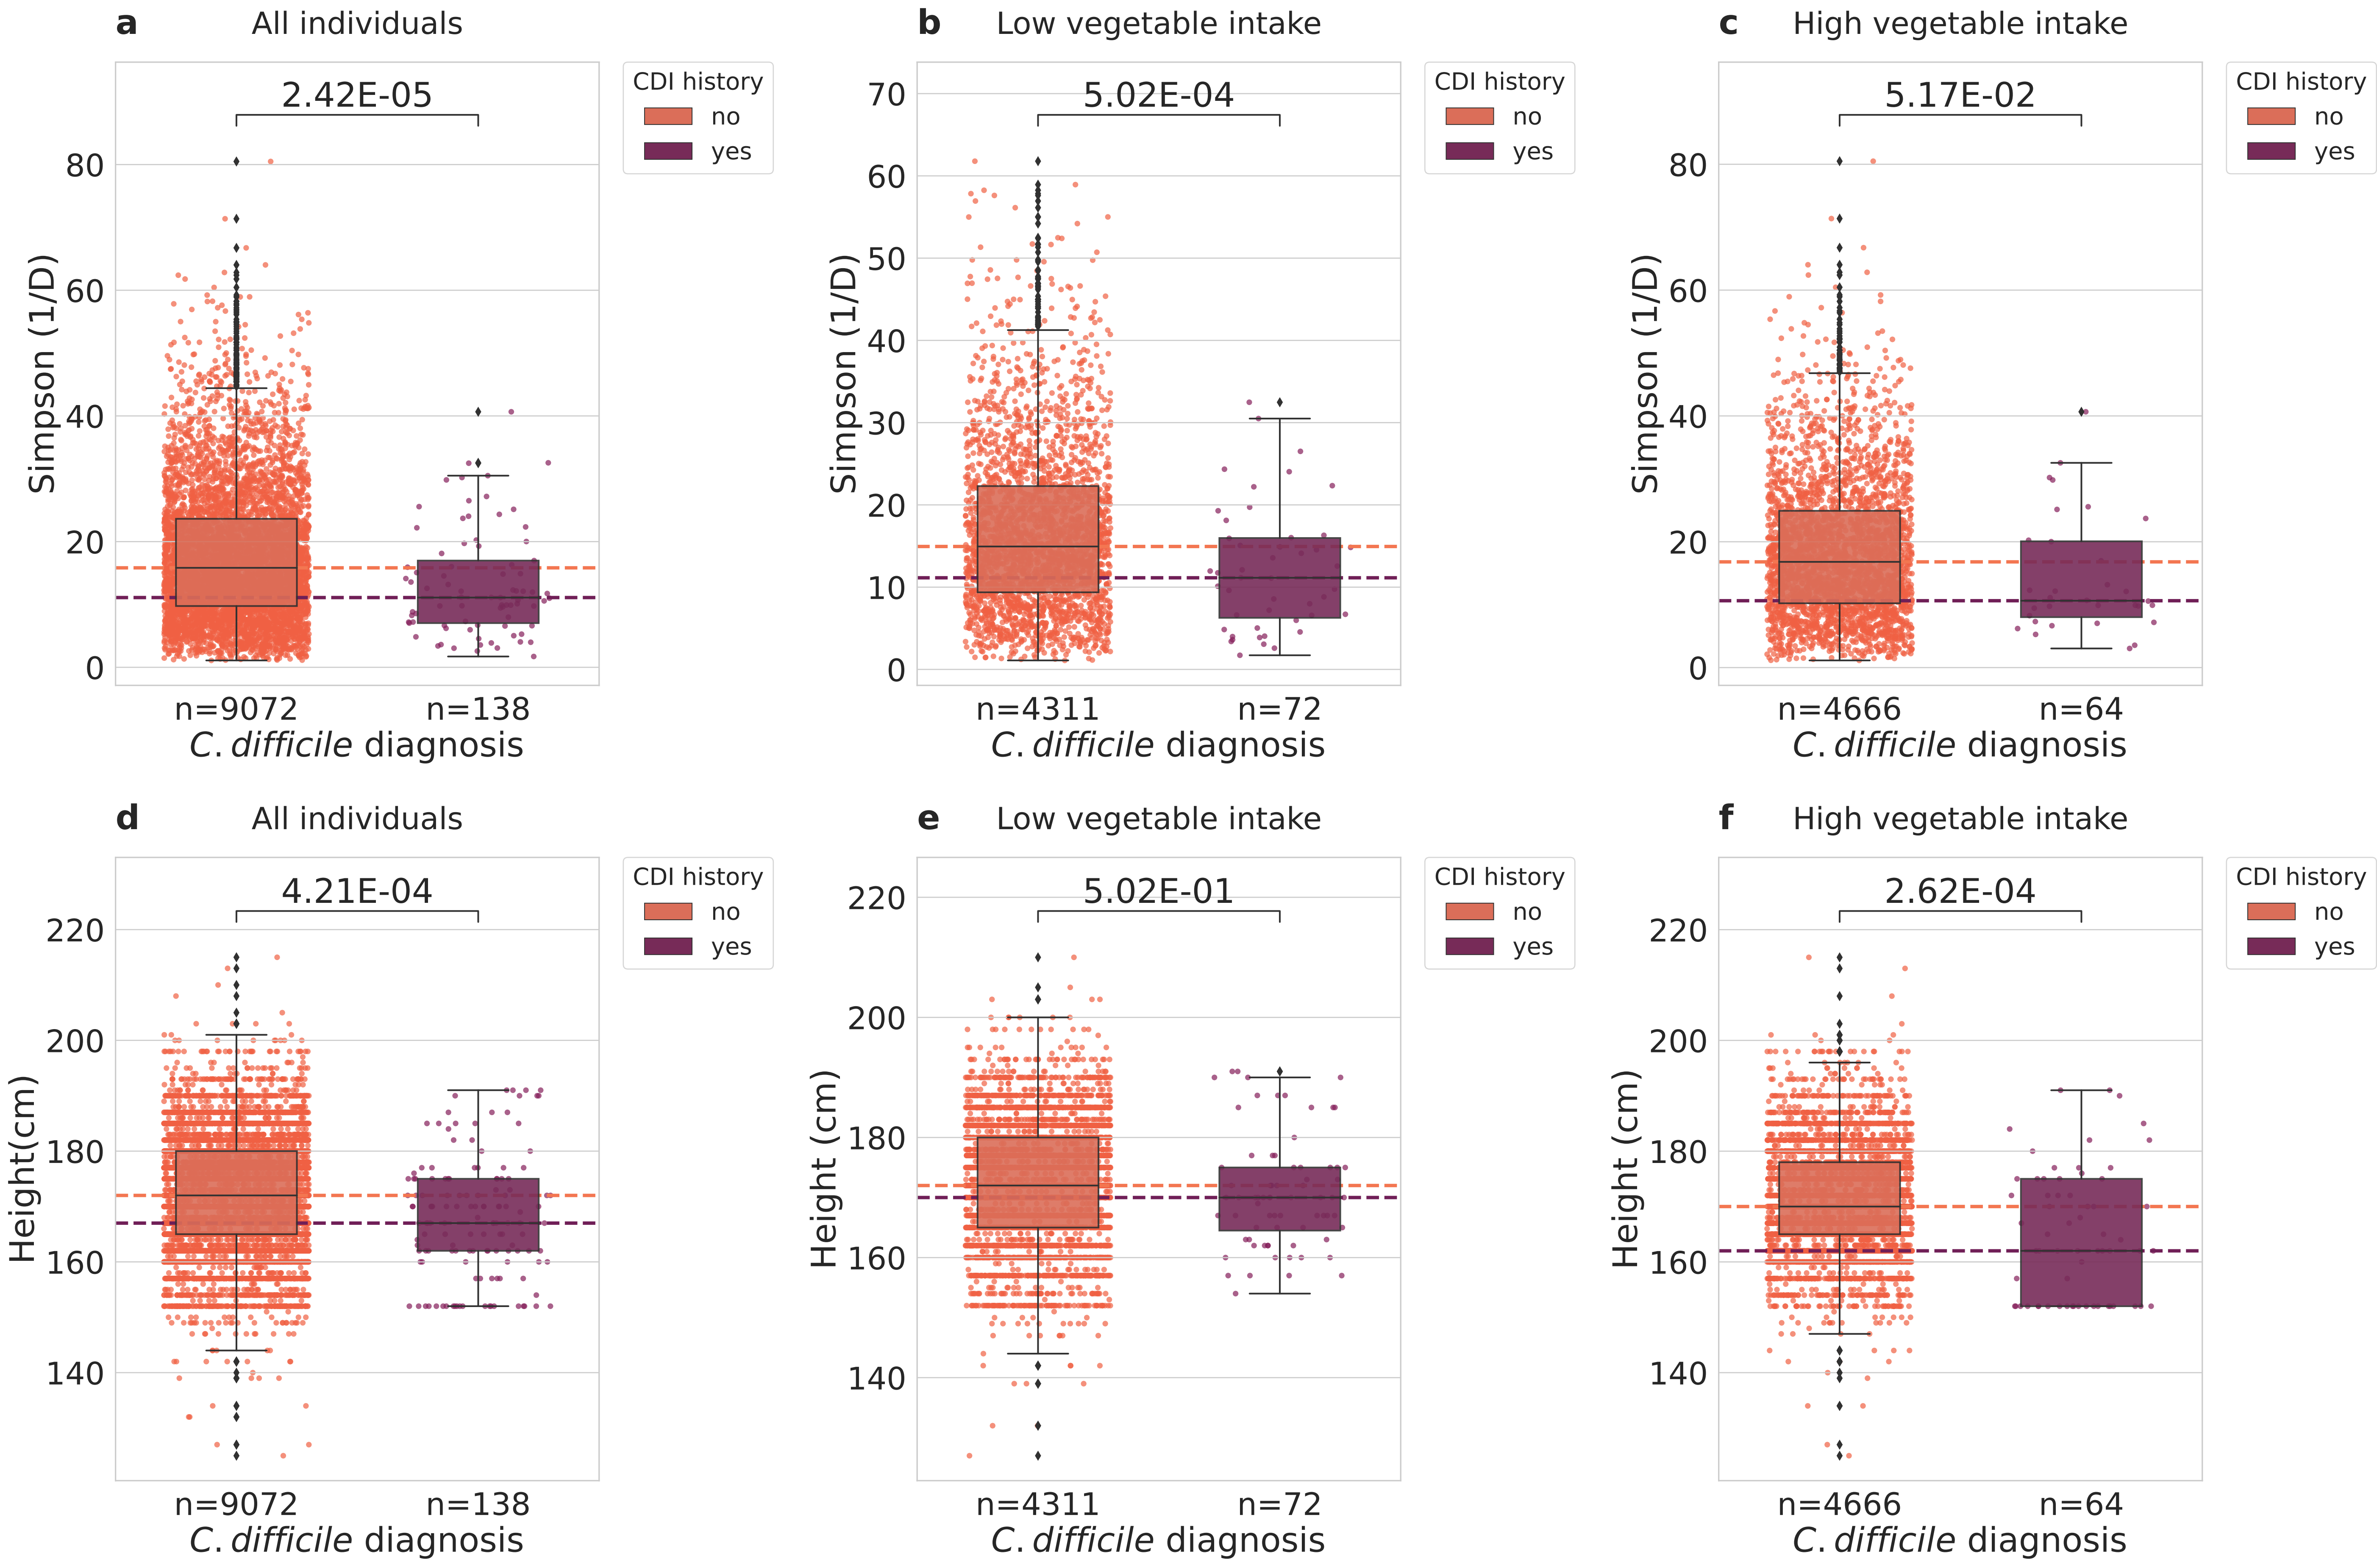 a All individuals
2.42E-05
CDI history
no
yes
80
60
40
20
0
Simpson (1/D)
n=9072 n=138
C. difficile diagnosis
b Low vegetable intake
5.02E-04
CDI history
no
yes
70
60
50
40
30
20
10
0
Simpson (1/D)
n=4311 n=72
C. difficile diagnosis
c High vegetable intake
5.17E-02
CDI history
no
yes
80
60
40
20
0
Simpson (1/D)
n=4666 n=64
C. difficile diagnosis
d All individuals
4.21E-04
CDI history
no
yes
220
200
180
160
140
Height(cm)
n=9072 n=138
C. difficile diagnosis
e Low vegetable intake
5.02E-01
CDI history
no
yes
220
200
180
160
140
Height (cm)
n=4311 n=72
C. difficile diagnosis
f High vegetable intake
2.62E-04
CDI history
no
yes
220
200
180
160
140
Height (cm)
n=4666 n=64
C. difficile diagnosis